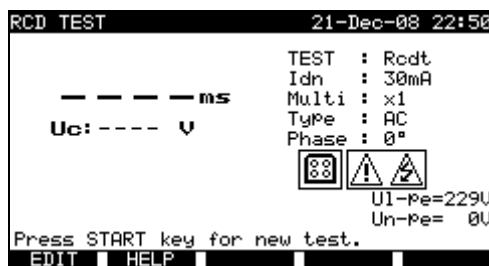 RCD TEST 21-Dec-08 22:50
TEST : Rcdt
Idn : 30mA
----ms Multi : x1
Uc:---- V Type : AC
Phase : 0°
Ul-pe=229V
Un-pe= 0V
Press START key for new test.
EDIT HELP